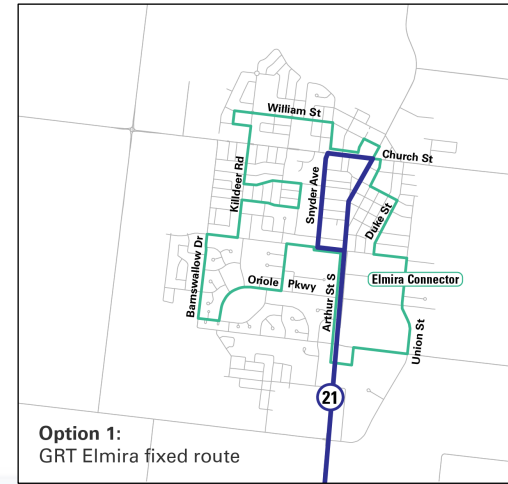 William St
Church St
Killdeer Rd
Snyder Ave
Duke St
Barnswallow Dr
Oriole Pkwy
Arthur St S
Elmira Connector
Union St
21
Option 1:
GRT Elmira fixed route